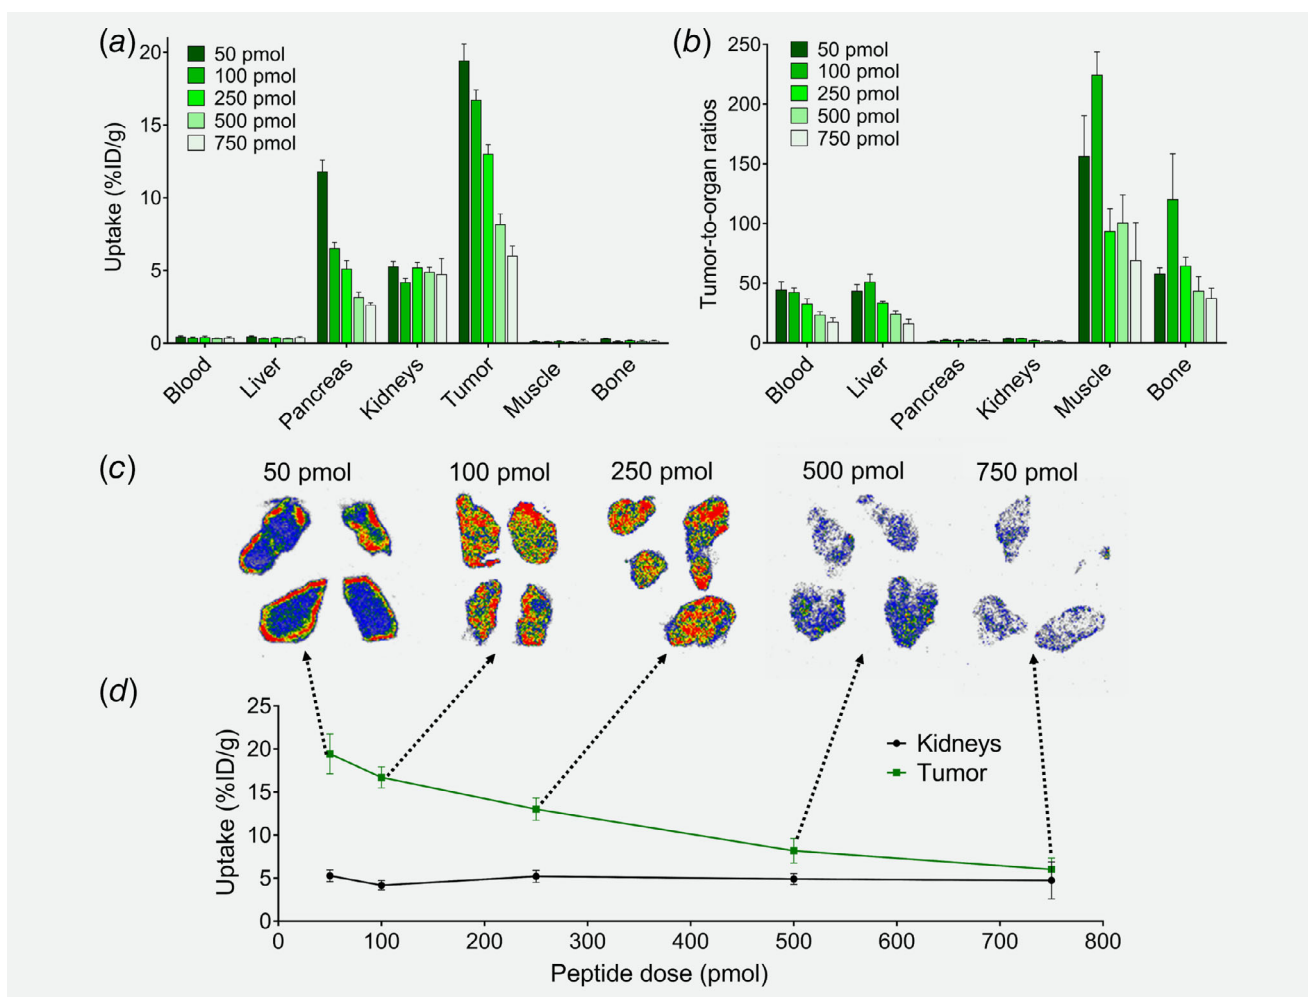 (a)
20
15
10
5
0
Uptake (%ID/g)
50 pmol
100 pmol
250 pmol
500 pmol
750 pmol
Blood
Liver
Pancreas
Kidneys
Tumor
Muscle
Bone
(b)
250
200
150
100
50
0
Tumor-to-organ ratios
50 pmol
100 pmol
250 pmol
500 pmol
750 pmol
Blood
Liver
Pancreas
Kidneys
Muscle
Bone
(c)
50 pmol
100 pmol
250 pmol
500 pmol
750 pmol
(d)
25
20
15
10
5
0
Uptake (%ID/g)
Kidneys
Tumor
0
100
200
300
400
500
600
700
800
Peptide dose (pmol)